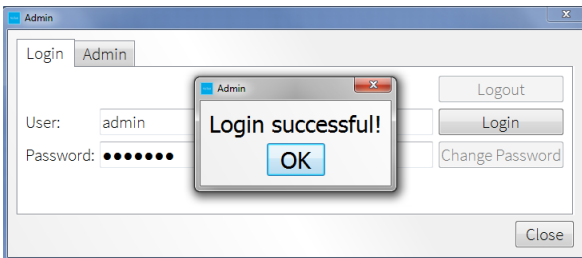 Admin
Login Admin
Logout
User: admin
Login
Password: ●●●●●●●
Change Password
Close
Admin
Login successful!
OK